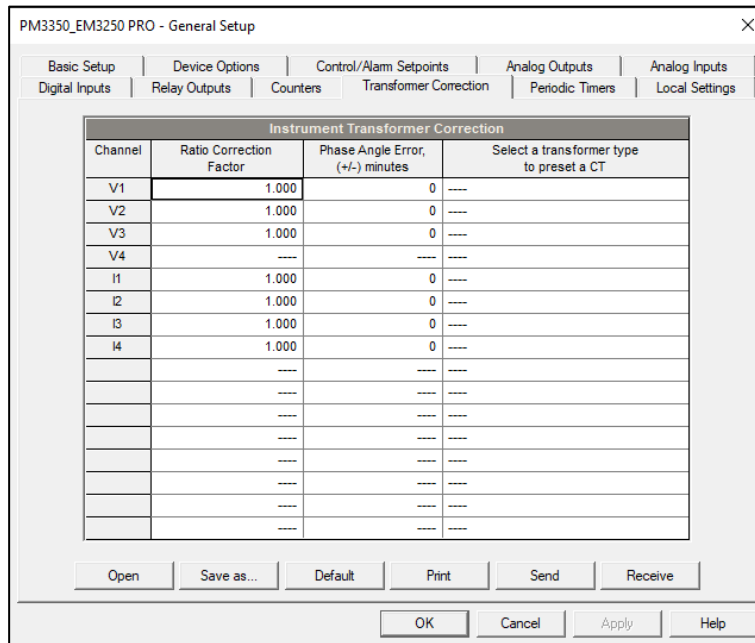 PM3350_EM3250 PRO - General Setup
Basic Setup Device Options Control/Alarm Setpoints Analog Outputs Analog Inputs
Digital Inputs Relay Outputs Counters Transformer Correction Periodic Timers Local Settings
Instrument Transformer Correction
Channel Ratio Correction Factor Phase Angle Error, (+/-) minutes Select a transformer type to preset a CT
V1 1.000 0 ----
V2 1.000 0 ----
V3 1.000 0 ----
V4 ---- ---- ----
I1 1.000 0 ----
I2 1.000 0 ----
I3 1.000 0 ----
I4 1.000 0 ----
---- ---- ----
---- ---- ----
---- ---- ----
---- ---- ----
---- ---- ----
---- ---- ----
---- ---- ----
Open Save as... Default Print Send Receive
OK Cancel Apply Help